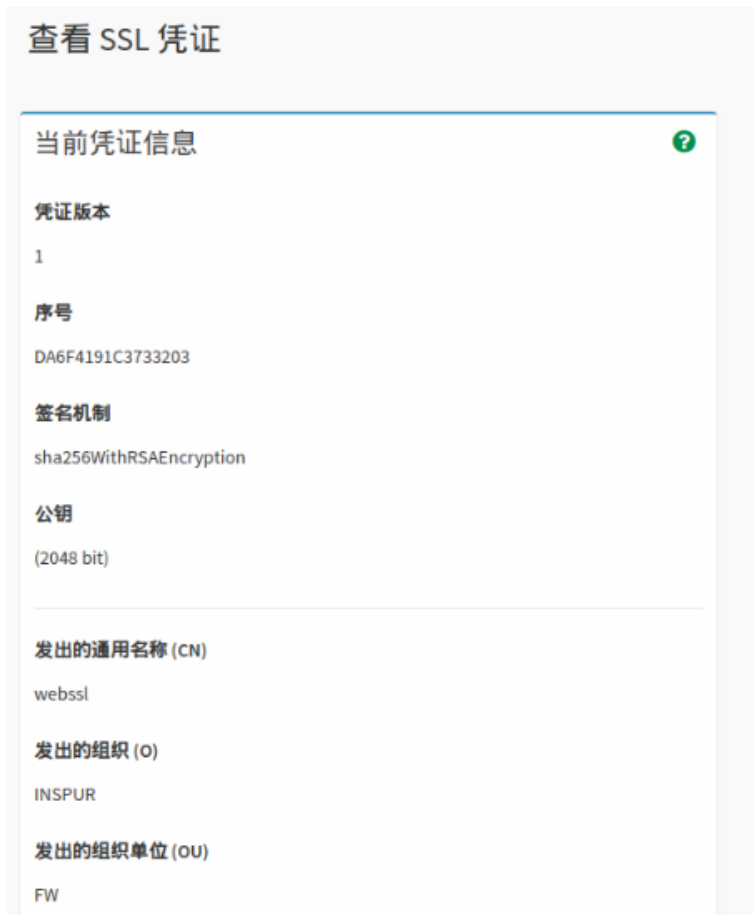 查看 SSL 凭证
当前凭证信息
凭证版本
1
序号
DA6F4191C3733203
签名机制
sha256WithRSAEncryption
公钥
(2048 bit)
发出的通用名称 (CN)
webssl
发出的组织 (O)
INSPUR
发出的组织单位 (OU)
FW